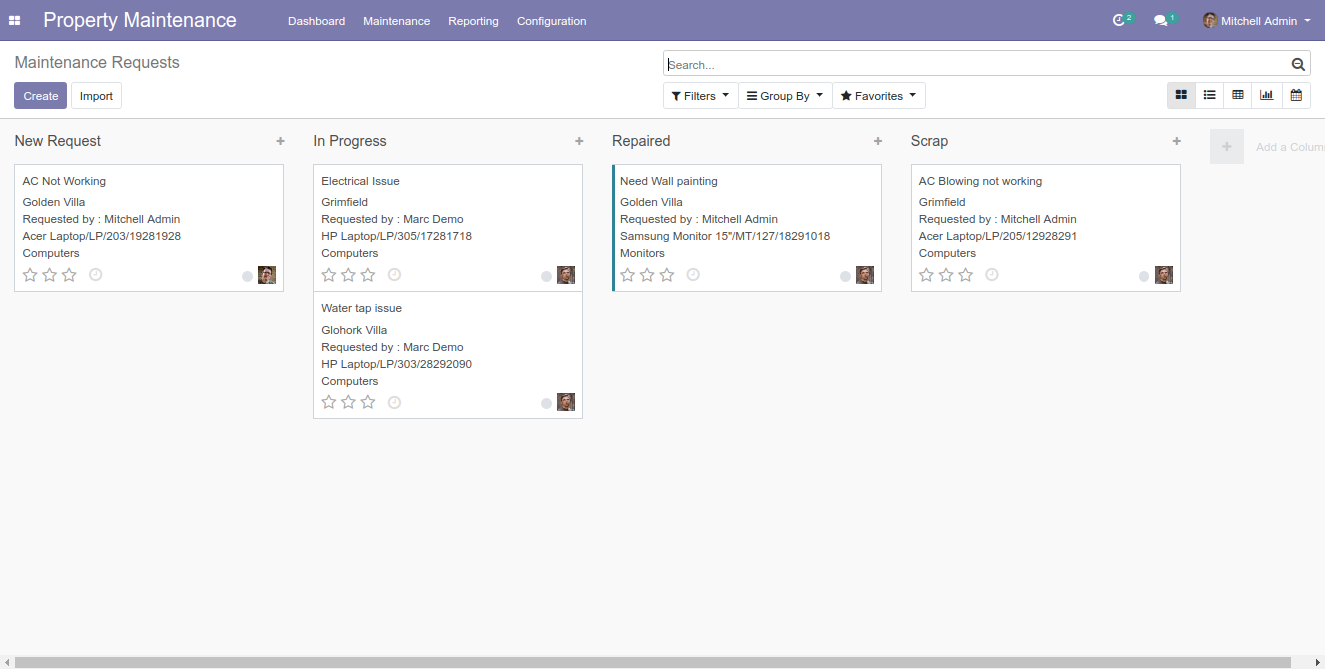 Property Maintenance
Dashboard Maintenance Reporting Configuration
2 1 Mitchell Admin
Maintenance Requests
Search...
Create Import
Filters Group By Favorites
New Request
AC Not Working
Golden Villa
Requested by : Mitchell Admin
Acer Laptop/LP/203/19281928
Computers
In Progress
Electrical Issue
Grimfield
Requested by : Marc Demo
HP Laptop/LP/305/17281718
Computers
Water tap issue
Glohork Villa
Requested by : Marc Demo
HP Laptop/LP/303/28292090
Computers
Repaired
Need Wall painting
Golden Villa
Requested by : Mitchell Admin
Samsung Monitor 15"/MT/127/18291018
Monitors
Scrap
AC Blowing not working
Grimfield
Requested by : Mitchell Admin
Acer Laptop/LP/205/12928291
Computers
Add a Colum